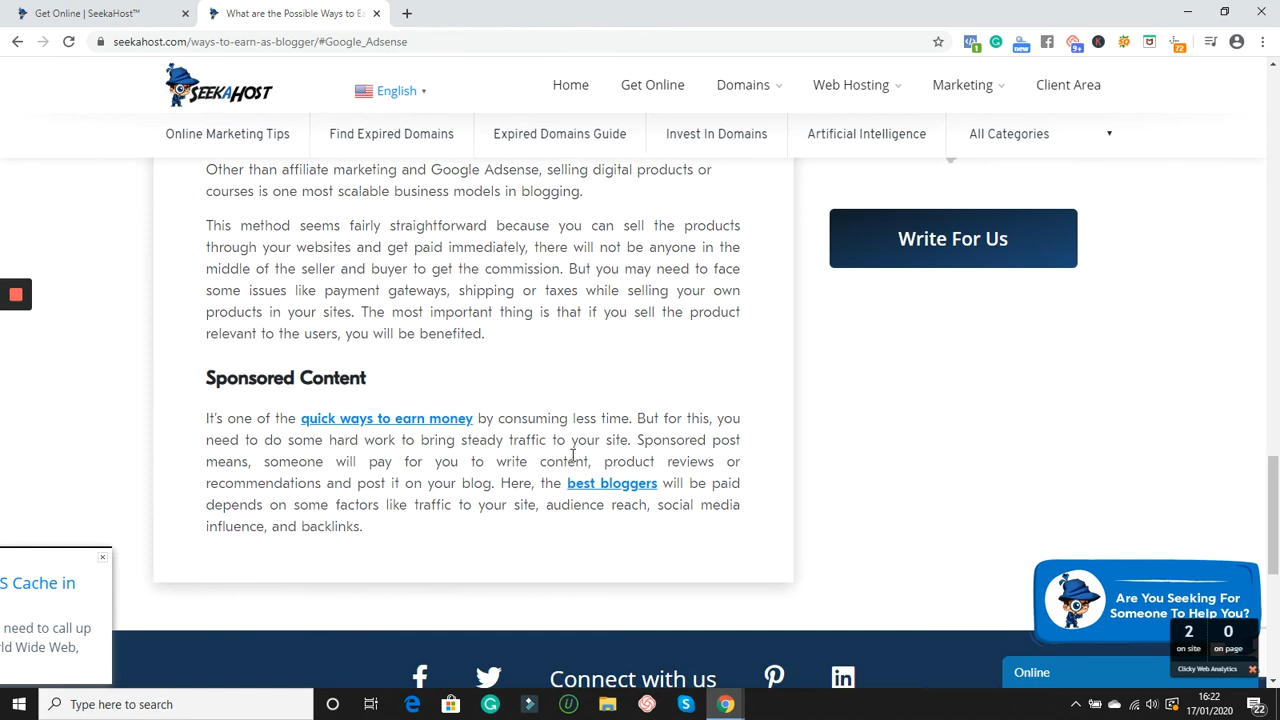 Get Online | SeekaHost™
What are the Possible Ways to Ea
seekahost.com/ways-to-earn-as-blogger/#Google_Adsense
new
9+
1
72
SEEKAHOST
English
Home
Get Online
Domains
Web Hosting
Marketing
Client Area
Online Marketing Tips
Find Expired Domains
Expired Domains Guide
Invest In Domains
Artificial Intelligence
All Categories
Other than affiliate marketing and Google Adsense, selling digital products or
courses is one most scalable business models in blogging.
This method seems fairly straightforward because you can sell the products
through your websites and get paid immediately, there will not be anyone in the
middle of the seller and buyer to get the commission. But you may need to face
some issues like payment gateways, shipping or taxes while selling your own
products in your sites. The most important thing is that if you sell the product
relevant to the users, you will be benefited.
Write For Us
Sponsored Content
It's one of the quick ways to earn money by consuming less time. But for this, you
need to do some hard work to bring steady traffic to your site. Sponsored post
means, someone will pay for you to write content, product reviews or
recommendations and post it on your blog. Here, the best bloggers will be paid
depends on some factors like traffic to your site, audience reach, social media
influence, and backlinks.
S Cache in
need to call up
rld Wide Web,
Are You Seeking For
Someone To Help You?
2
on site
0
on page
Clicky Web Analytics
Online
Connect with us
Type here to search
16:22
17/01/2020
22